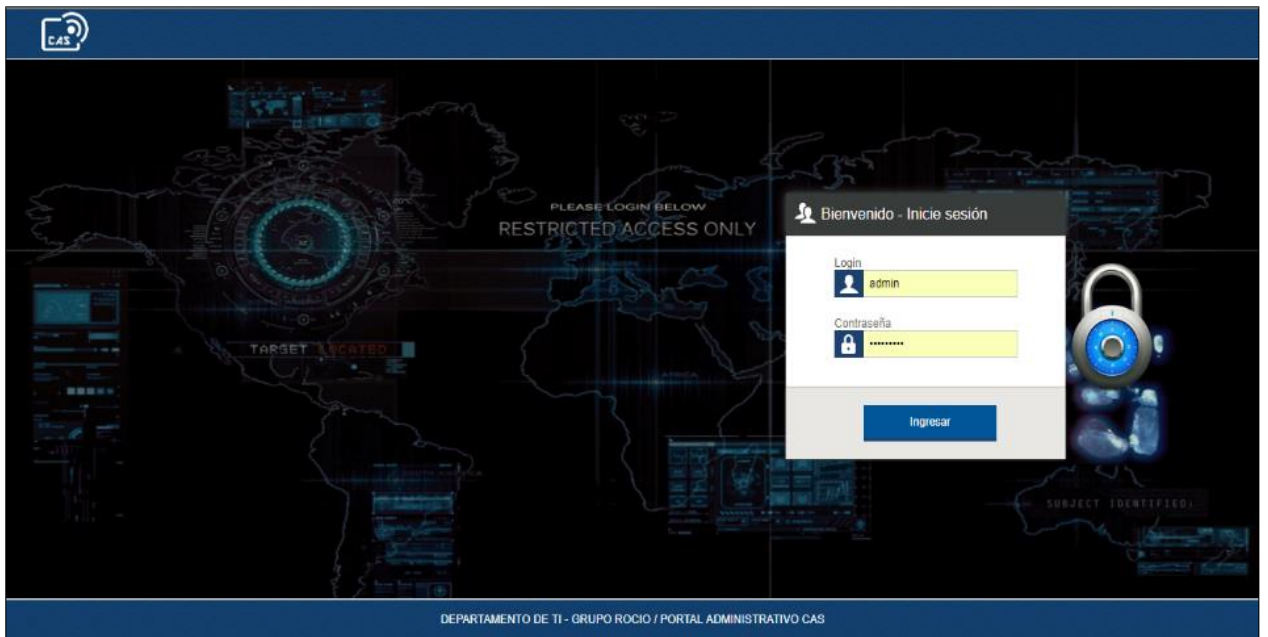 CAS
PLEASE LOGIN BELOW
RESTRICTED ACCESS ONLY
Bienvenido - Inicie sesión
Login
admin
Contraseña
•••••••••
Ingresar
TARGET LOCATED
SUBJECT IDENTIFIED:
DEPARTAMENTO DE TI - GRUPO ROCIO / PORTAL ADMINISTRATIVO CAS